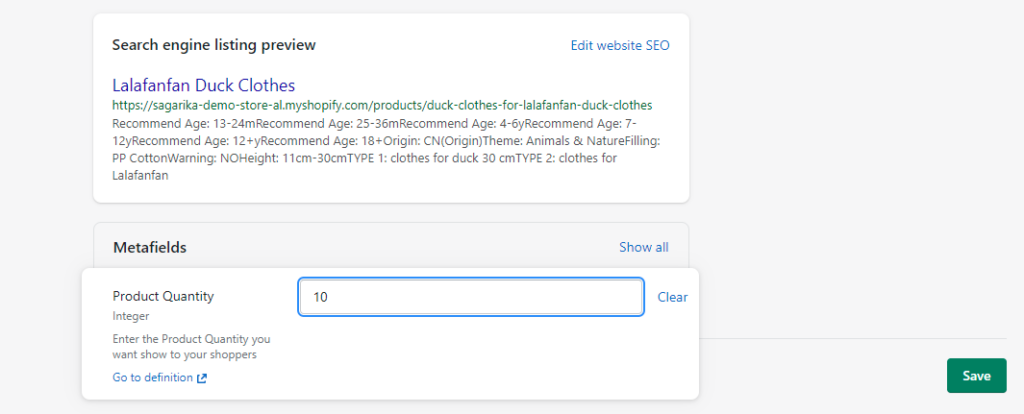 Search engine listing preview
Edit website SEO
Lalafanfan Duck Clothes
https://sagarika-demo-store-al.myshopify.com/products/duck-clothes-for-lalafanfan-duck-clothes
Recommend Age: 13-24mRecommend Age: 25-36mRecommend Age: 4-6yRecommend Age: 7-
12yRecommend Age: 12+yRecommend Age: 18+Origin: CN(Origin)Theme: Animals & NatureFilling:
PP CottonWarning: NOHeight: 11cm-30cmTYPE 1: clothes for duck 30 cmTYPE 2: clothes for
Lalafanfan
Metafields
Show all
Product Quantity
10
Clear
Integer
Enter the Product Quantity you
want show to your shoppers
Go to definition
Save